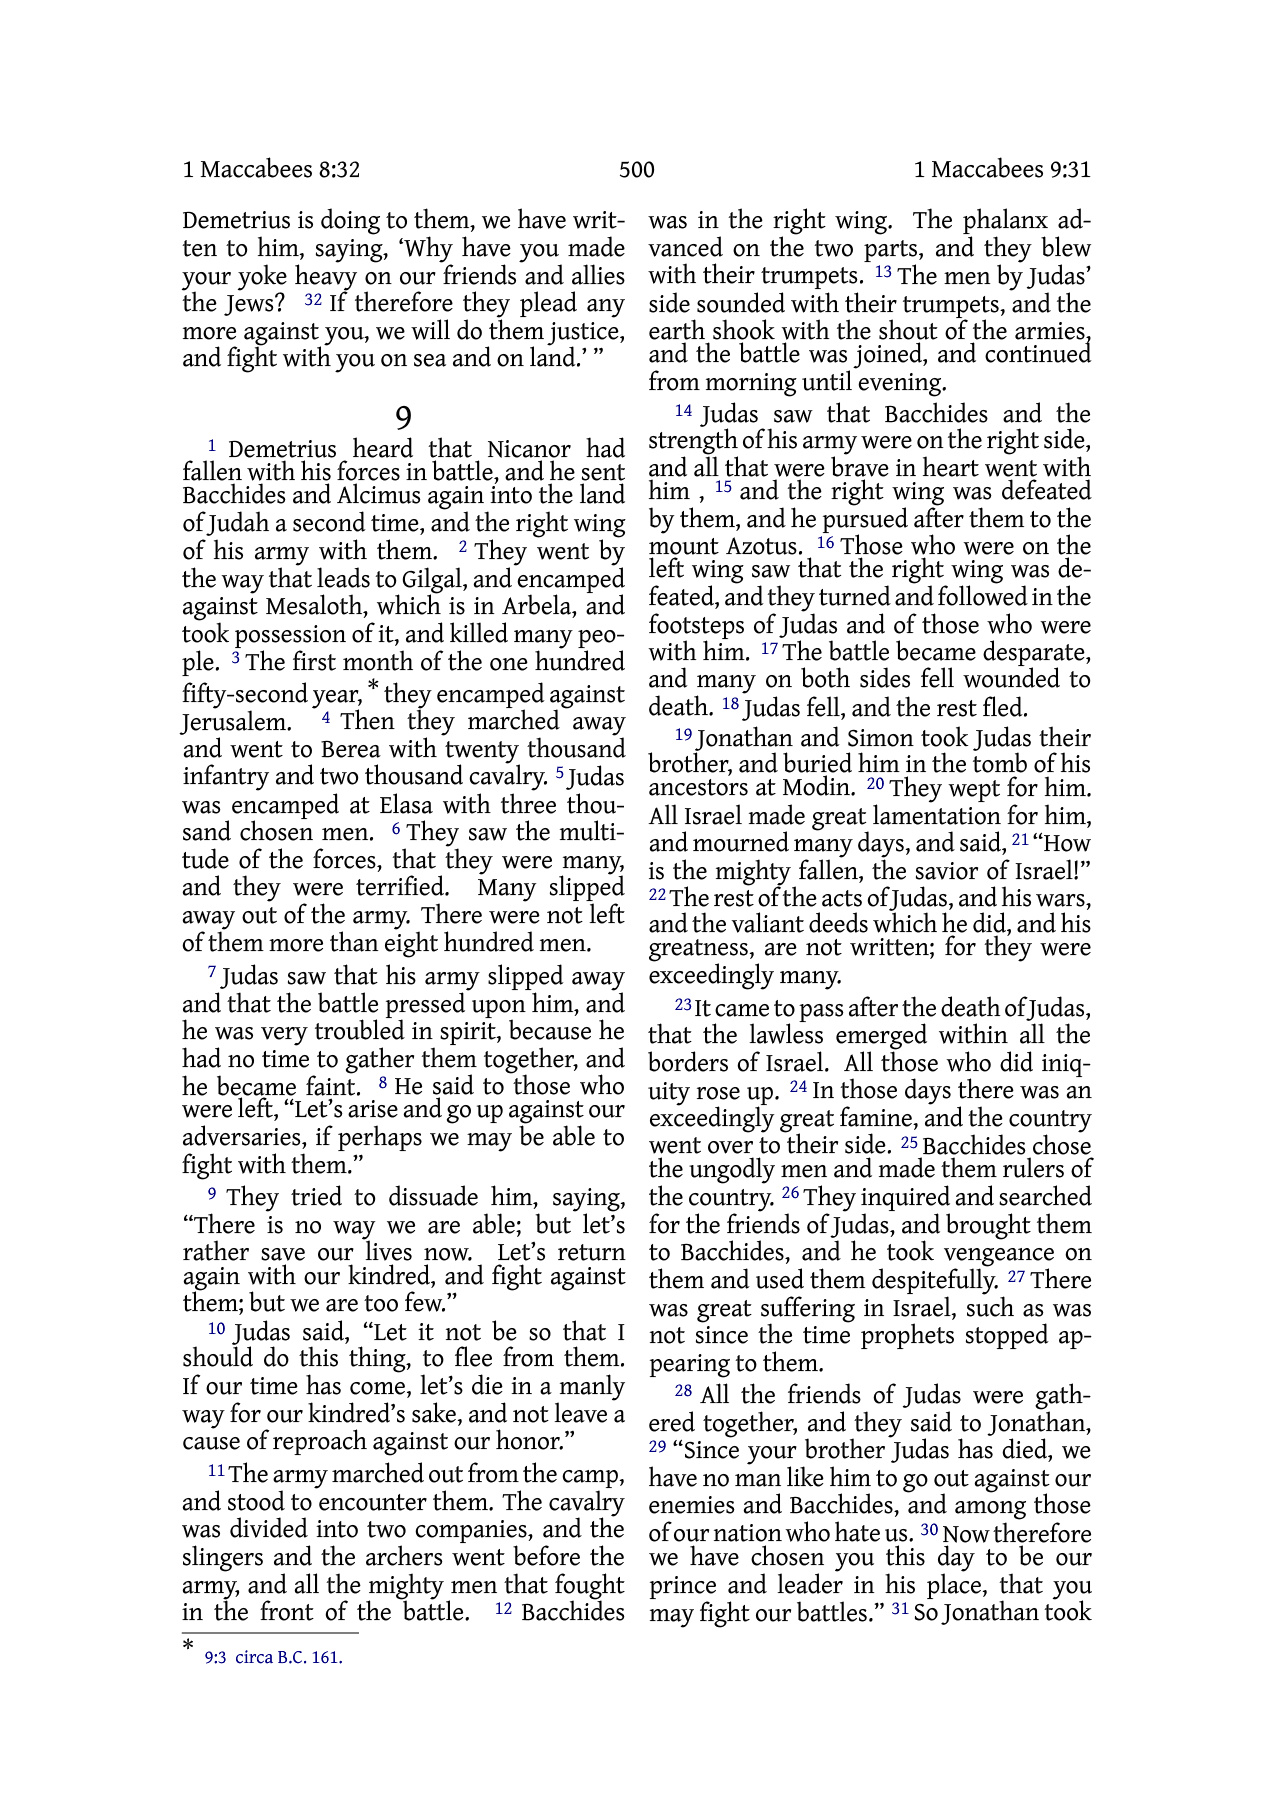 1 Maccabees 8:32 500 1 Maccabees 9:31
Demetrius is doing to them, we have writ-
ten to him, saying, ‘Why have you made
your yoke heavy on our friends and allies
the Jews? 32 If therefore they plead any
more against you, we will do them justice,
and fight with you on sea and on land.’ ”
9
1 Demetrius heard that Nicanor had
fallen with his forces in battle, and he sent
Bacchides and Alcimus again into the land
of Judah a second time, and the right wing
of his army with them. 2 They went by
the way that leads to Gilgal, and encamped
against Mesaloth, which is in Arbela, and
took possession of it, and killed many peo-
ple. 3 The first month of the one hundred
fifty-second year, * they encamped against
Jerusalem. 4 Then they marched away
and went to Berea with twenty thousand
infantry and two thousand cavalry. 5 Judas
was encamped at Elasa with three thou-
sand chosen men. 6 They saw the multi-
tude of the forces, that they were many,
and they were terrified. Many slipped
away out of the army. There were not left
of them more than eight hundred men.
7 Judas saw that his army slipped away
and that the battle pressed upon him, and
he was very troubled in spirit, because he
had no time to gather them together, and
he became faint. 8 He said to those who
were left, “Let’s arise and go up against our
adversaries, if perhaps we may be able to
fight with them.”
9 They tried to dissuade him, saying,
“There is no way we are able; but let’s
rather save our lives now. Let’s return
again with our kindred, and fight against
them; but we are too few.”
10 Judas said, “Let it not be so that I
should do this thing, to flee from them.
If our time has come, let’s die in a manly
way for our kindred’s sake, and not leave a
cause of reproach against our honor.”
11 The army marched out from the camp,
and stood to encounter them. The cavalry
was divided into two companies, and the
slingers and the archers went before the
army, and all the mighty men that fought
in the front of the battle. 12 Bacchides
* 9:3 circa B.C. 161.
was in the right wing. The phalanx ad-
vanced on the two parts, and they blew
with their trumpets. 13 The men by Judas’
side sounded with their trumpets, and the
earth shook with the shout of the armies,
and the battle was joined, and continued
from morning until evening.
14 Judas saw that Bacchides and the
strength of his army were on the right side,
and all that were brave in heart went with
him , 15 and the right wing was defeated
by them, and he pursued after them to the
mount Azotus. 16 Those who were on the
left wing saw that the right wing was de-
feated, and they turned and followed in the
footsteps of Judas and of those who were
with him. 17 The battle became desparate,
and many on both sides fell wounded to
death. 18 Judas fell, and the rest fled.
19 Jonathan and Simon took Judas their
brother, and buried him in the tomb of his
ancestors at Modin. 20 They wept for him.
All Israel made great lamentation for him,
and mourned many days, and said, 21 “How
is the mighty fallen, the savior of Israel!”
22 The rest of the acts of Judas, and his wars,
and the valiant deeds which he did, and his
greatness, are not written; for they were
exceedingly many.
23 It came to pass after the death of Judas,
that the lawless emerged within all the
borders of Israel. All those who did iniq-
uity rose up. 24 In those days there was an
exceedingly great famine, and the country
went over to their side. 25 Bacchides chose
the ungodly men and made them rulers of
the country. 26 They inquired and searched
for the friends of Judas, and brought them
to Bacchides, and he took vengeance on
them and used them despitefully. 27 There
was great suffering in Israel, such as was
not since the time prophets stopped ap-
pearing to them.
28 All the friends of Judas were gath-
ered together, and they said to Jonathan,
29 “Since your brother Judas has died, we
have no man like him to go out against our
enemies and Bacchides, and among those
of our nation who hate us. 30 Now therefore
we have chosen you this day to be our
prince and leader in his place, that you
may fight our battles.” 31 So Jonathan took